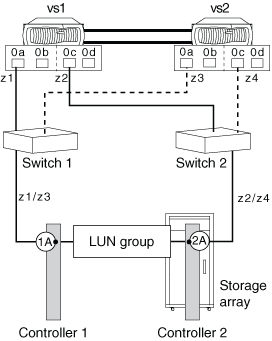 vs1 vs2
0a 0b 0c 0d 0a 0b 0c 0d
z1 z2 z3 z4
Switch 1 Switch 2
z1/z3 z2/z4
1A LUN group 2A
Storage
array
Controller 1 Controller 2